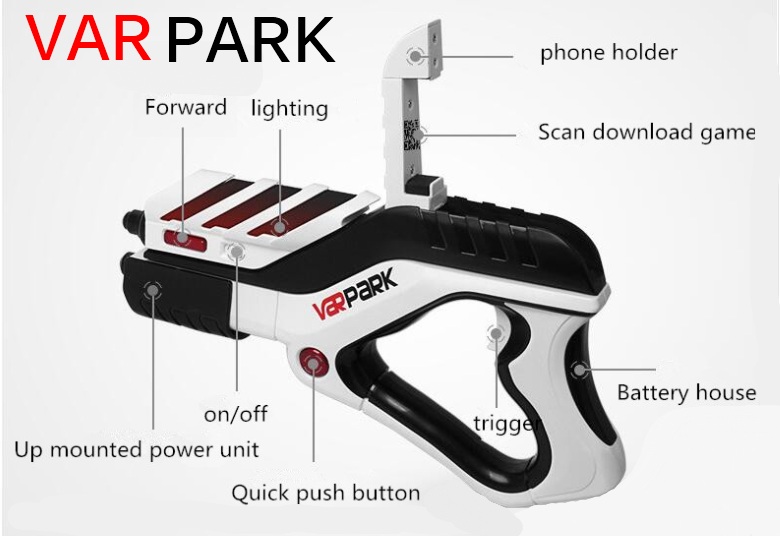 VAR PARK
phone holder
Forward
lighting
Scan download game
VARPARK
Battery house
on/off
trigger
Up mounted power unit
Quick push button